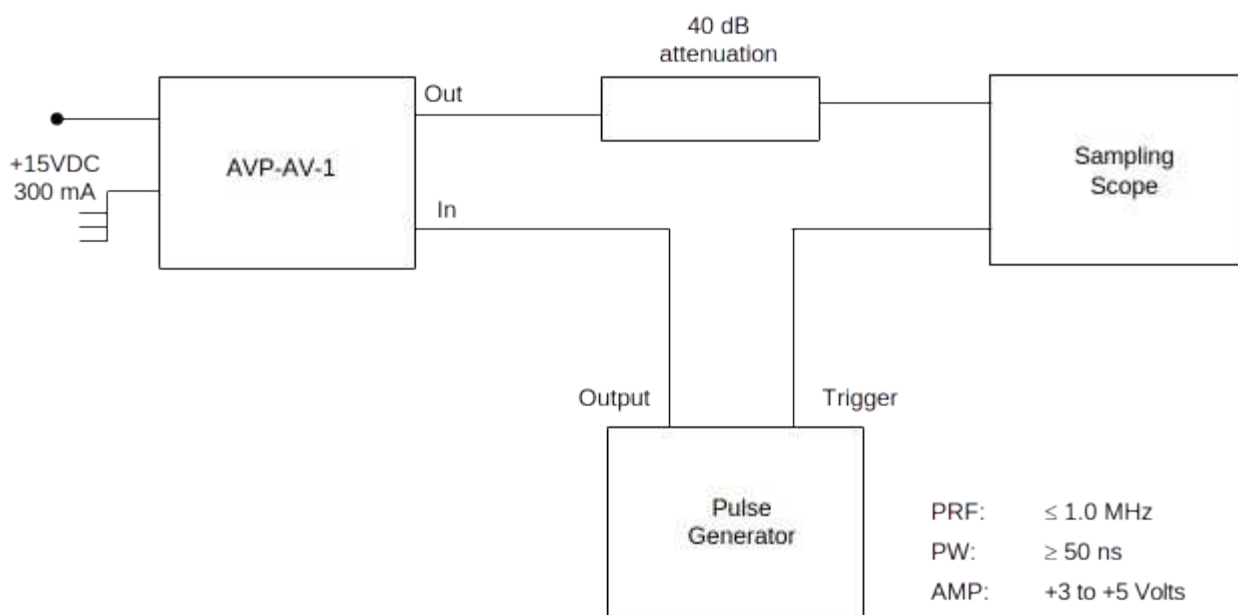 40 dB
attenuation
Out
+15VDC
300 mA
AVP-AV-1
In
Sampling
Scope
Output
Trigger
Pulse
Generator
PRF: ≤ 1.0 MHz
PW: ≥ 50 ns
AMP: +3 to +5 Volts